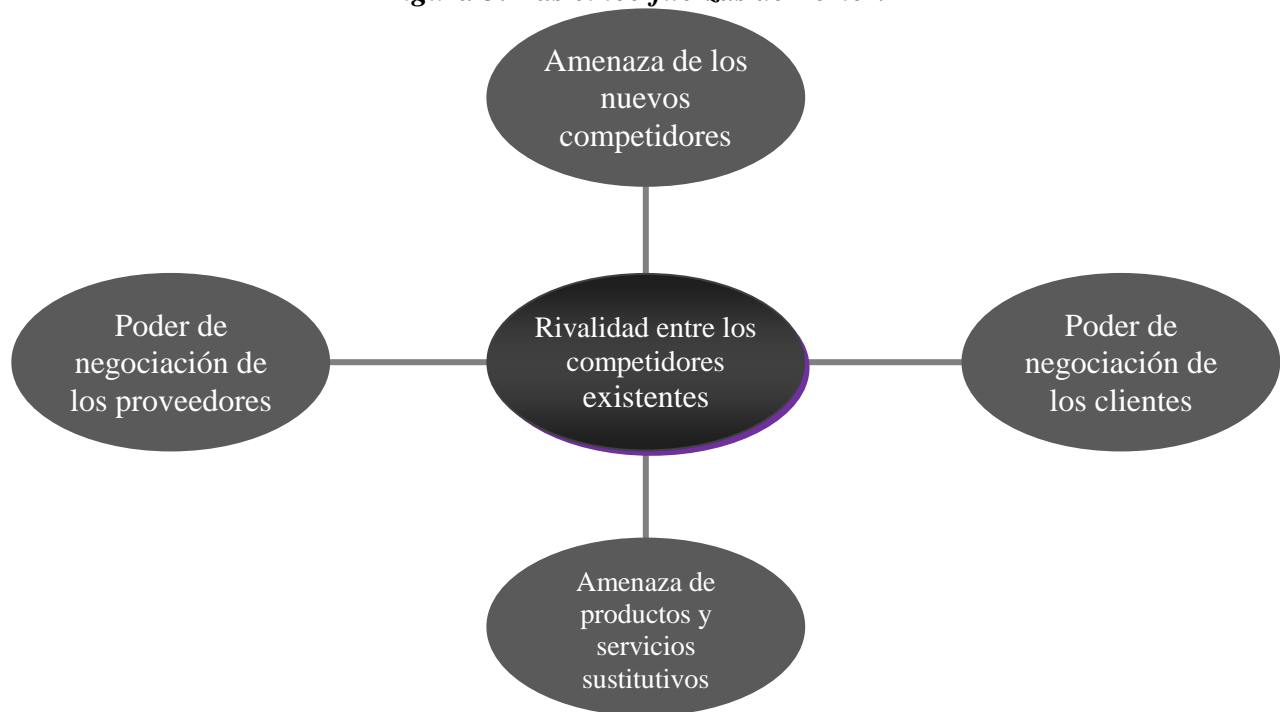 Amenaza de los
nuevos
competidores
Poder de
negociación de
los proveedores
Rivalidad entre los
competidores
existentes
Poder de
negociación de
los clientes
Amenaza de
productos y
servicios
sustitutivos